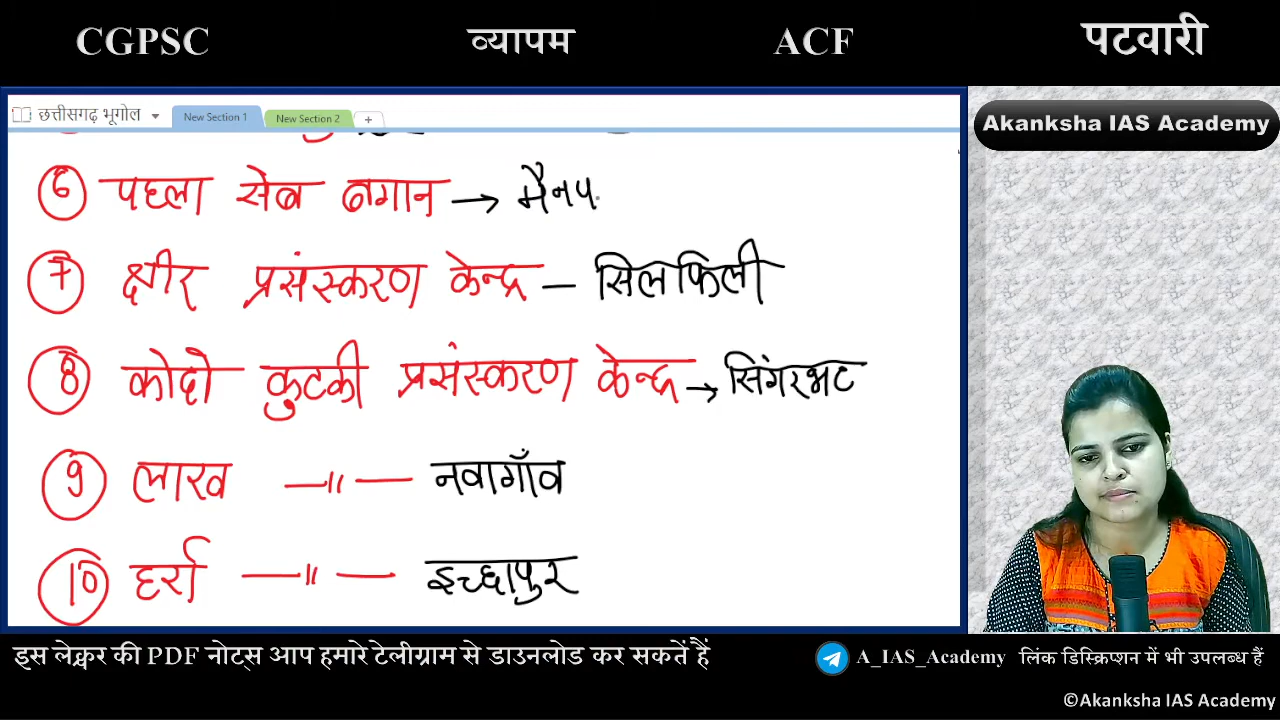 CGPSC व्यापम ACF पटवारी
छत्तीसगढ़ भूगोल New Section 1 New Section 2 +
Akanksha IAS Academy
6 पहला सेब बगान → मैनप
7 क्षीर प्रसंस्करण केन्द्र – सिलफिली
8 कोदो कुटकी प्रसंस्करण केन्द्र → सिंगरभट
9 लाख —〃— नवागाँव
10 हर्रा —〃— इच्छापुर
इस लेक्चर की PDF नोट्स आप हमारे टेलीग्राम से डाउनलोड कर सकतें हैं A_IAS_Academy लिंक डिस्क्रिप्शन में भी उपलब्ध हैं
©Akanksha IAS Academy